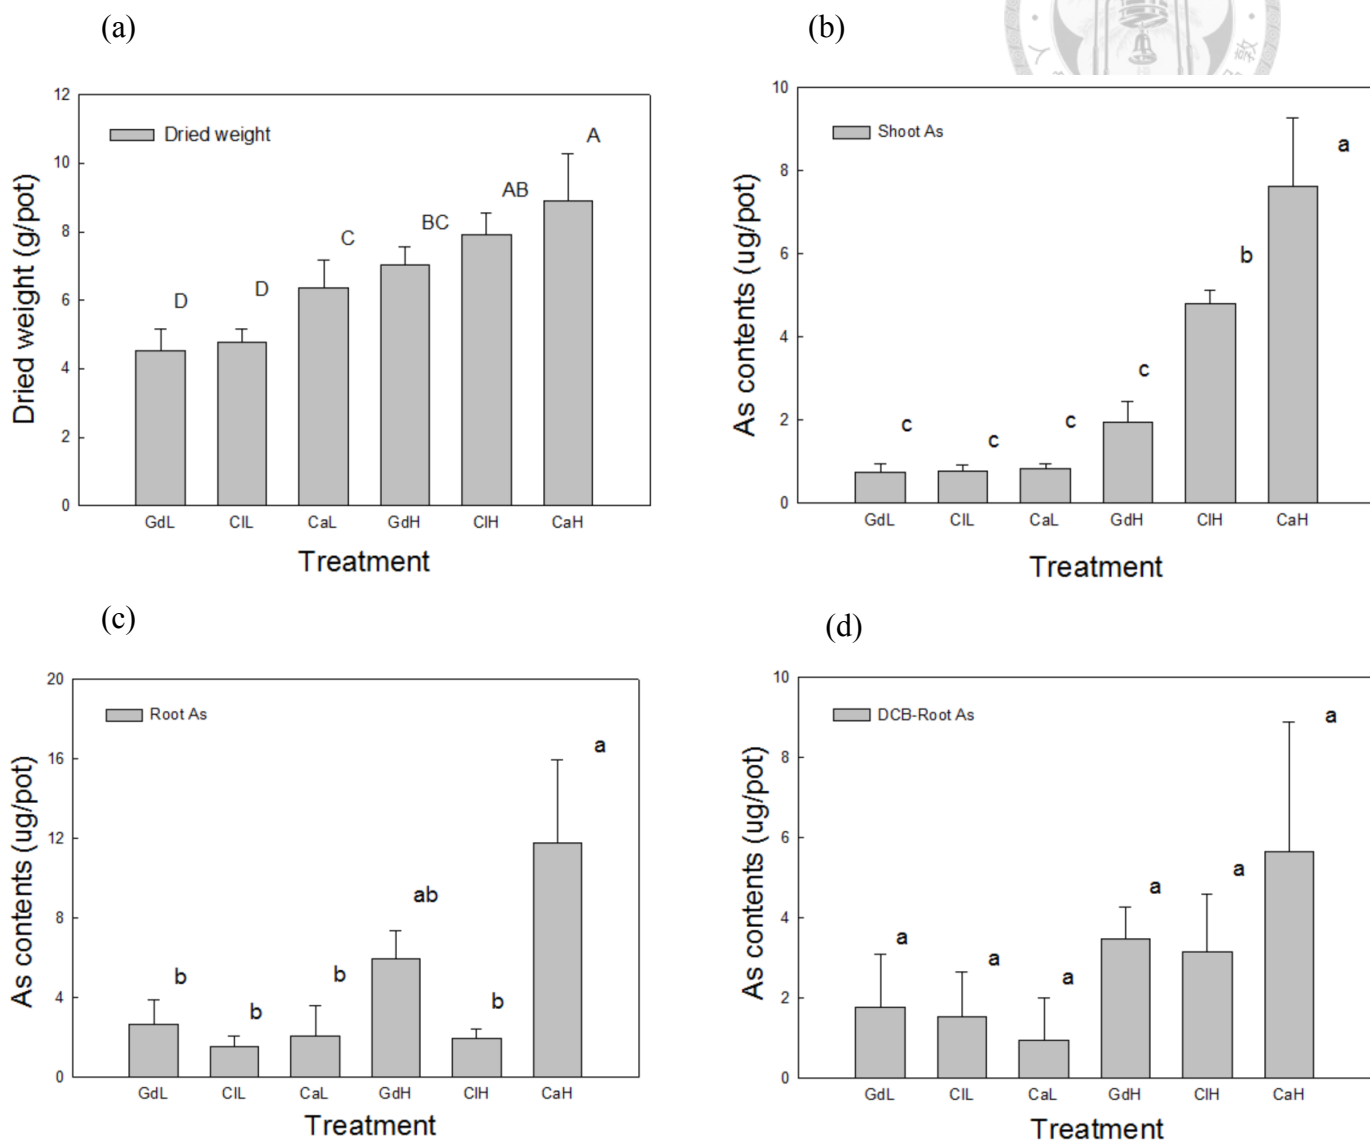 (a)
12
10
8
6
4
2
0
Dried weight (g/pot)
Dried weight
D
D
C
BC
AB
A
GdL
ClL
CaL
GdH
ClH
CaH
Treatment
(b)
人
敦
10
8
6
4
2
0
As contents (ug/pot)
Shoot As
c
c
c
c
b
a
GdL
ClL
CaL
GdH
ClH
CaH
Treatment
(c)
20
16
12
8
4
0
As contents (ug/pot)
Root As
b
b
b
ab
b
a
GdL
ClL
CaL
GdH
ClH
CaH
Treatment
(d)
10
8
6
4
2
0
As contents (ug/pot)
DCB-Root As
a
a
a
a
a
a
GdL
ClL
CaL
GdH
ClH
CaH
Treatment